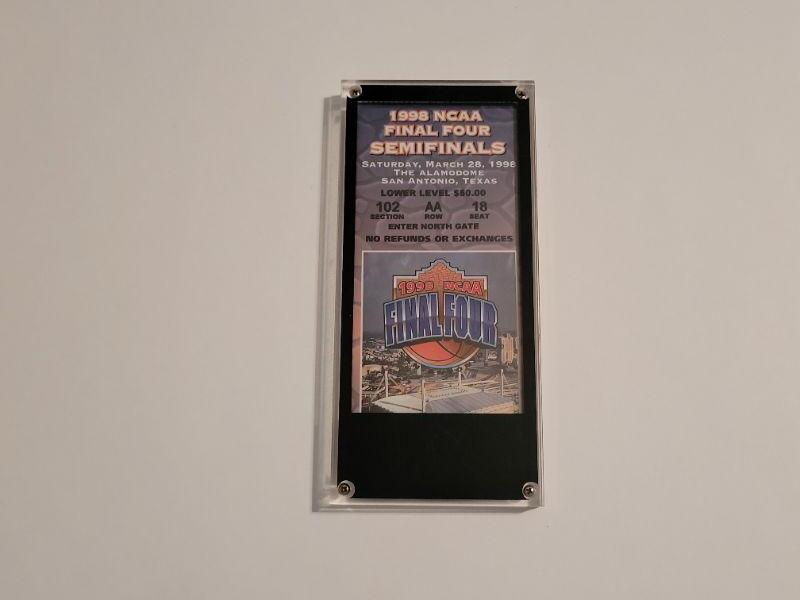 1998 NCAA
FINAL FOUR
SEMIFINALS
SATURDAY, MARCH 28, 1998
THE ALAMODOME
SAN ANTONIO, TEXAS
LOWER LEVEL $80.00
102 AA 18
SECTION ROW SEAT
ENTER NORTH GATE
NO REFUNDS OR EXCHANGES
1998 NCAA
FINAL FOUR